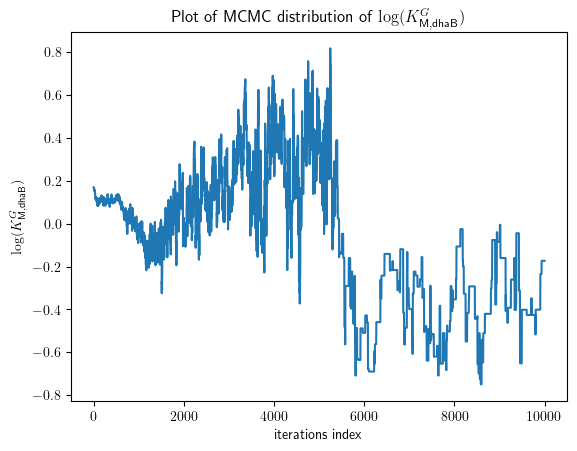 Plot of MCMC distribution of log(K^G_M,dhaB)
0.8
0.6
0.4
0.2
0.0
−0.2
−0.4
−0.6
−0.8
log(K^G_M,dhaB)
0 2000 4000 6000 8000 10000
iterations index